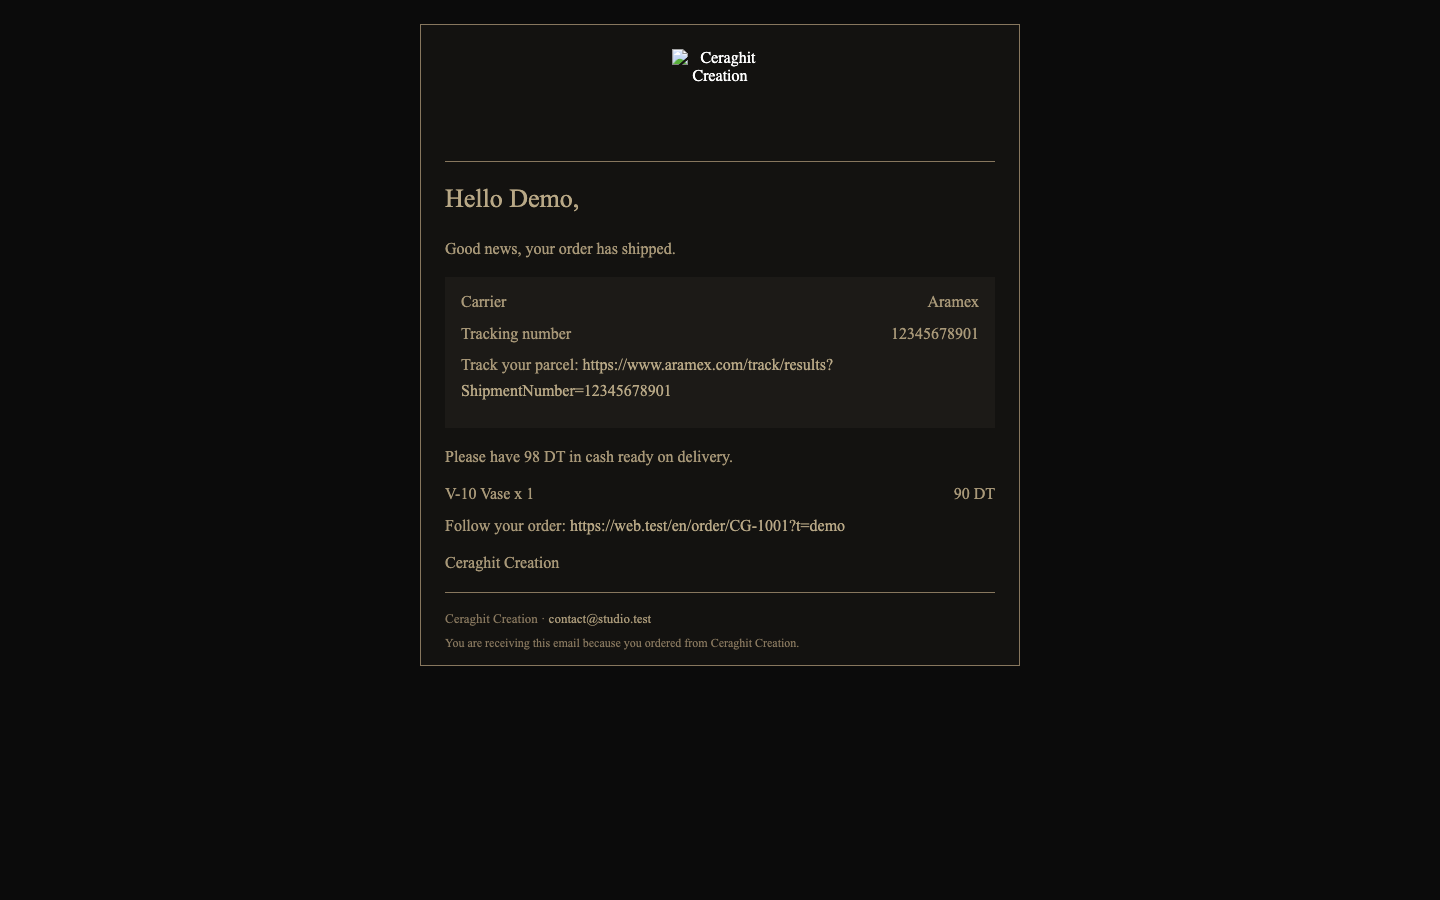 Ceraghit
Creation
Hello Demo,
Good news, your order has shipped.
Carrier Aramex
Tracking number 12345678901
Track your parcel: https://www.aramex.com/track/results?
ShipmentNumber=12345678901
Please have 98 DT in cash ready on delivery.
V-10 Vase x 1 90 DT
Follow your order: https://web.test/en/order/CG-1001?t=demo
Ceraghit Creation
Ceraghit Creation · contact@studio.test
You are receiving this email because you ordered from Ceraghit Creation.